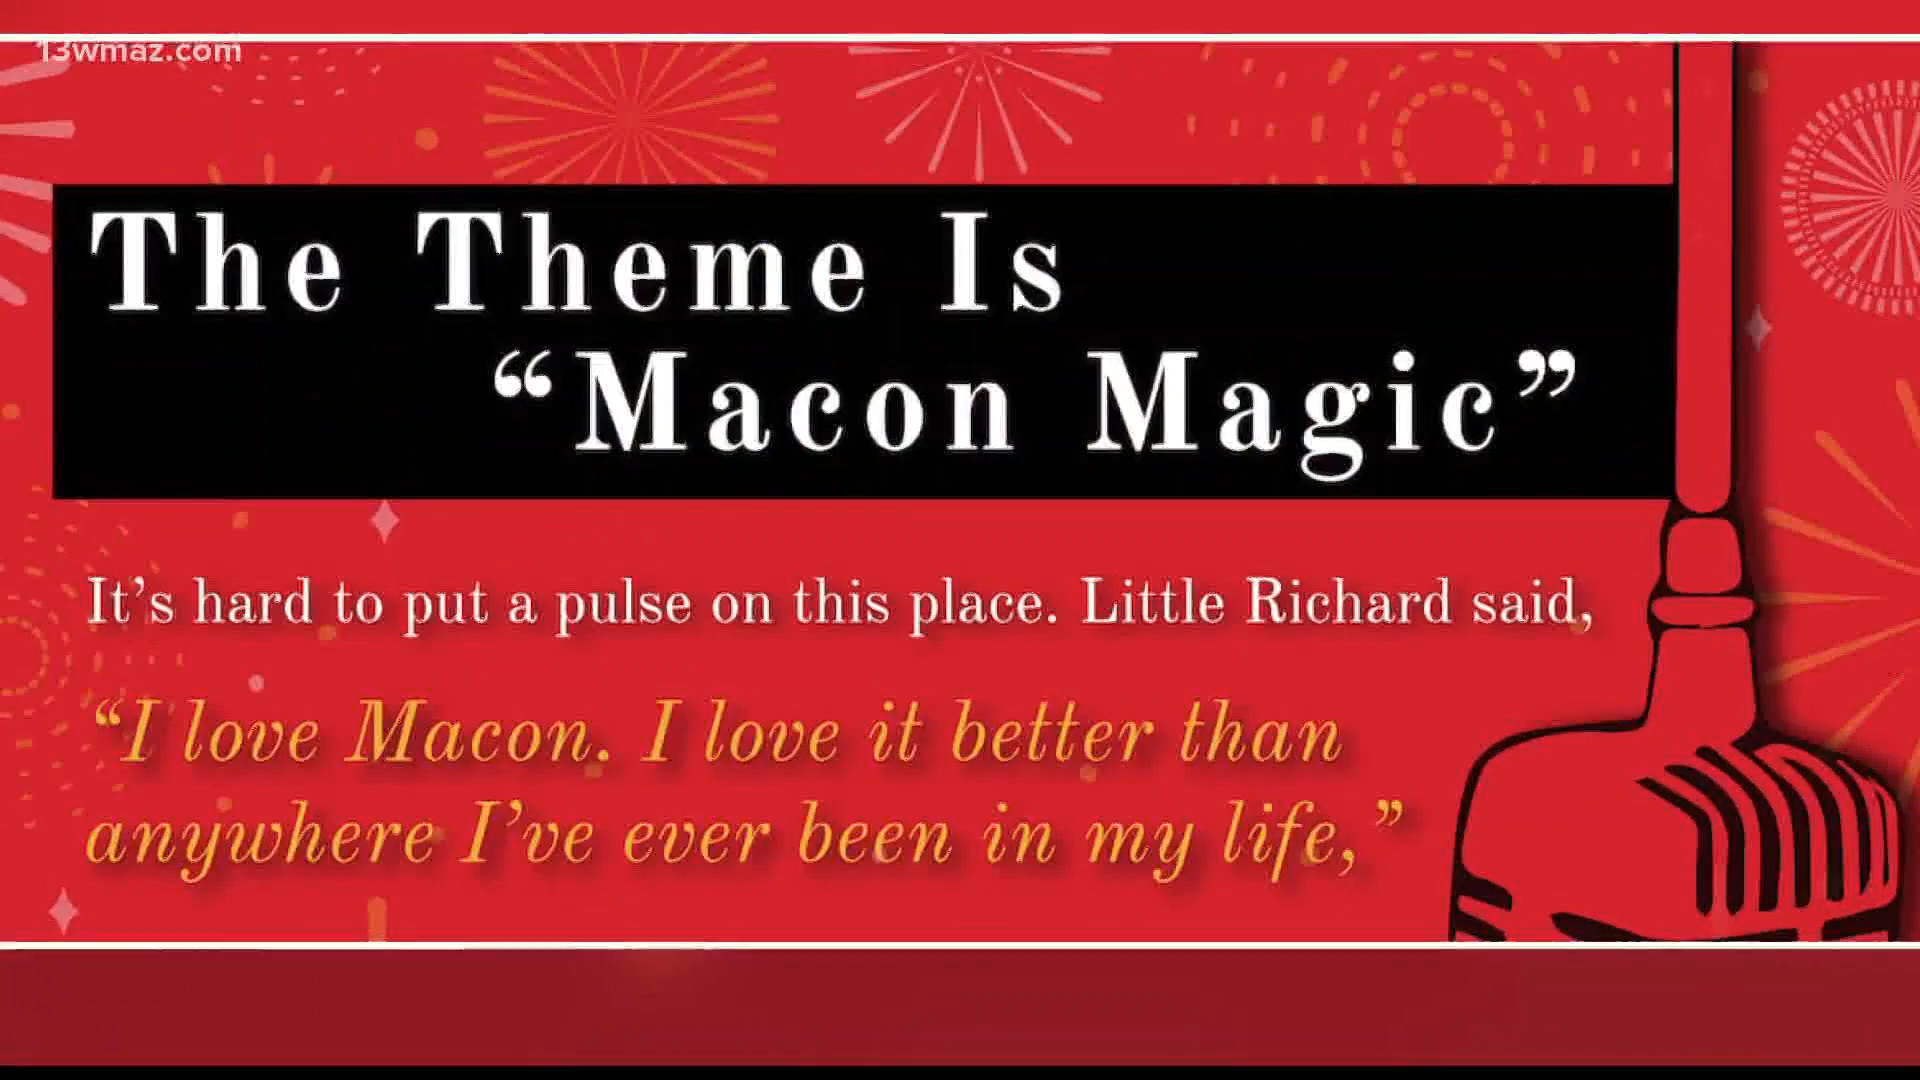 13wmaz.com
The Theme Is
“Macon Magic”
It’s hard to put a pulse on this place. Little Richard said,
“I love Macon. I love it better than
anywhere I’ve ever been in my life,”